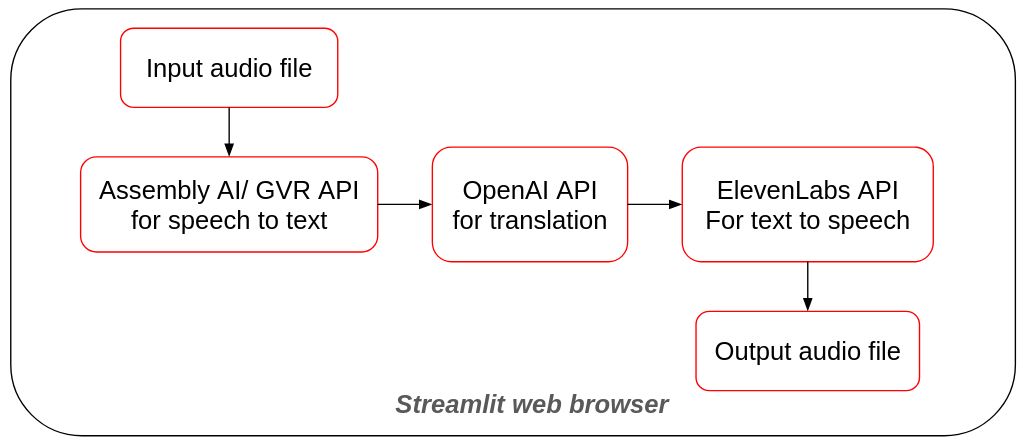 Input audio file
Assembly AI/ GVR API
for speech to text
OpenAI API
for translation
ElevenLabs API
For text to speech
Output audio file
Streamlit web browser